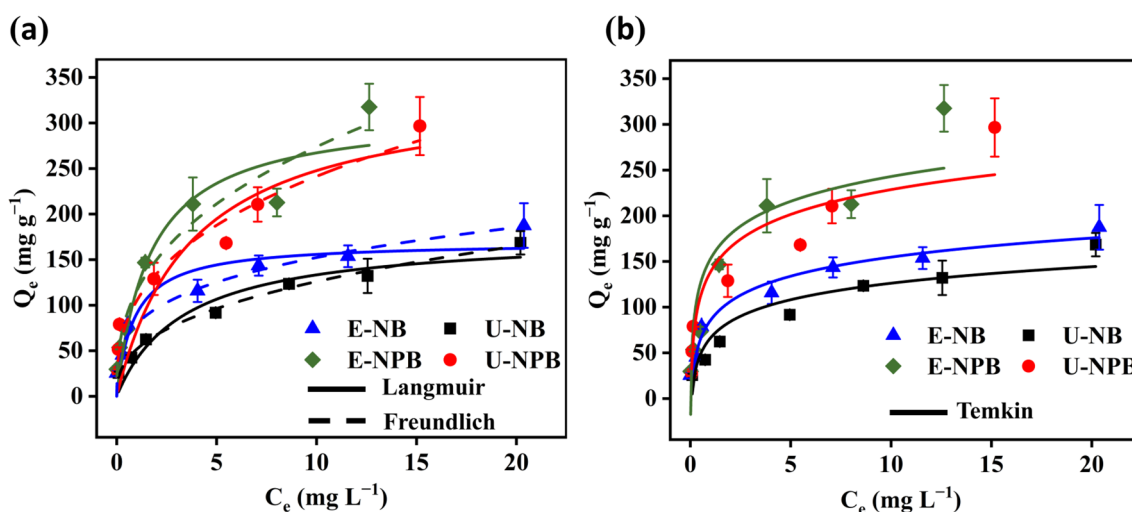 (a)
350
300
250
200
150
100
50
0
Qe (mg g⁻¹)
E-NB
U-NB
E-NPB
U-NPB
Langmuir
Freundlich
0 5 10 15 20
Ce (mg L⁻¹)
(b)
350
300
250
200
150
100
50
0
Qe (mg g⁻¹)
E-NB
U-NB
E-NPB
U-NPB
Temkin
0 5 10 15 20
Ce (mg L⁻¹)